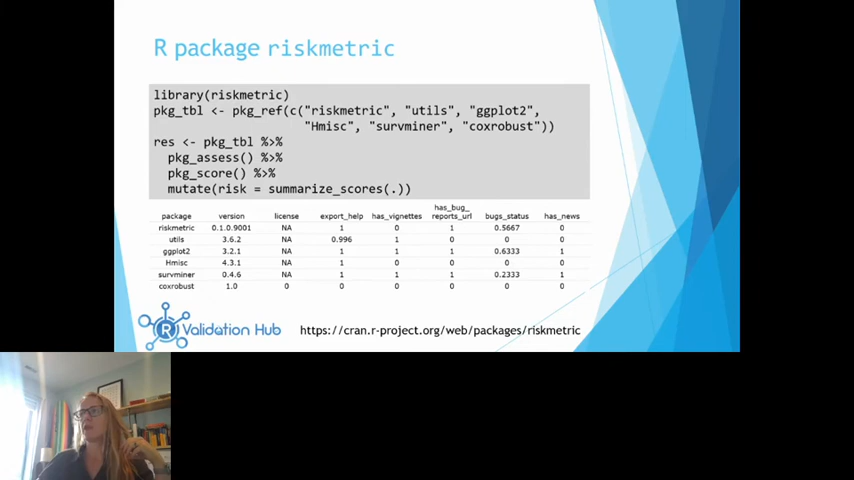 R package riskmetric
library(riskmetric)
pkg_tbl <- pkg_ref(c("riskmetric", "utils", "ggplot2",
"Hmisc", "survminer", "coxrobust"))
res <- pkg_tbl %>%
pkg_assess() %>%
pkg_score() %>%
mutate(risk = summarize_scores(.))
package version license export_help has_vignettes has_bug_reports_url bugs_status has_news
riskmetric 0.1.0.9001 NA 1 0 1 0.5667 0
utils 3.6.2 NA 0.996 1 0 0 0
ggplot2 3.2.1 NA 1 1 1 0.6333 1
Hmisc 4.3.1 NA 1 0 0 0 0
survminer 0.4.6 NA 1 1 1 0.2333 1
coxrobust 1.0 0 0 0 0 0 0
R Validation Hub
https://cran.r-project.org/web/packages/riskmetric